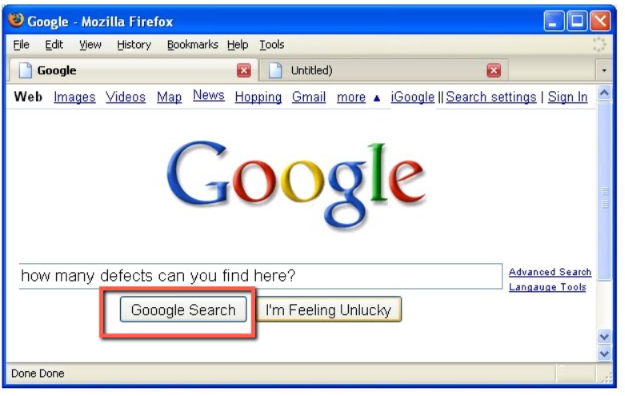 Google - Mozilla Firefox
File Edit View History Bookmarks Help Tools
Google Untitled)
Web Images Videos Map News Hopping Gmail more ▲ iGoogle || Search settings | Sign In
Google
how many defects can you find here?
Advanced Search
Langauge Tools
Gooogle Search I'm Feeling Unlucky
Done Done